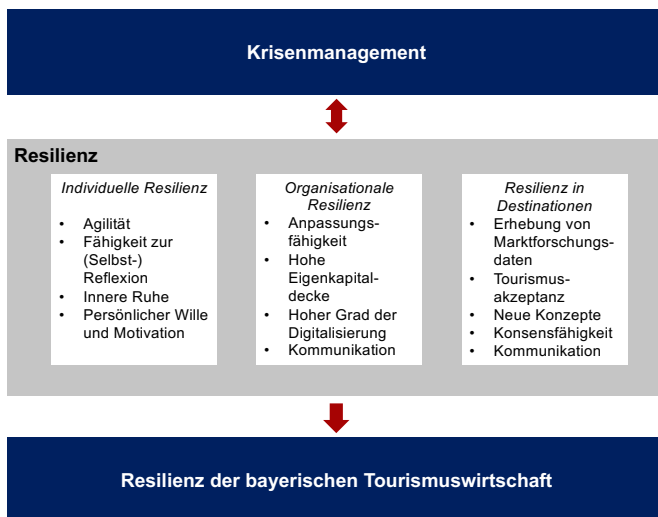 Krisenmanagement
Resilienz
Individuelle Resilienz
• Agilität
• Fähigkeit zur
(Selbst-)
Reflexion
• Innere Ruhe
• Persönlicher Wille
und Motivation
Organisationale
Resilienz
• Anpassungs-
fähigkeit
• Hohe
Eigenkapital-
decke
• Hoher Grad der
Digitalisierung
• Kommunikation
Resilienz in
Destinationen
• Erhebung von
Marktforschungs-
daten
• Tourismus-
akzeptanz
• Neue Konzepte
• Konsensfähigkeit
• Kommunikation
Resilienz der bayerischen Tourismuswirtschaft